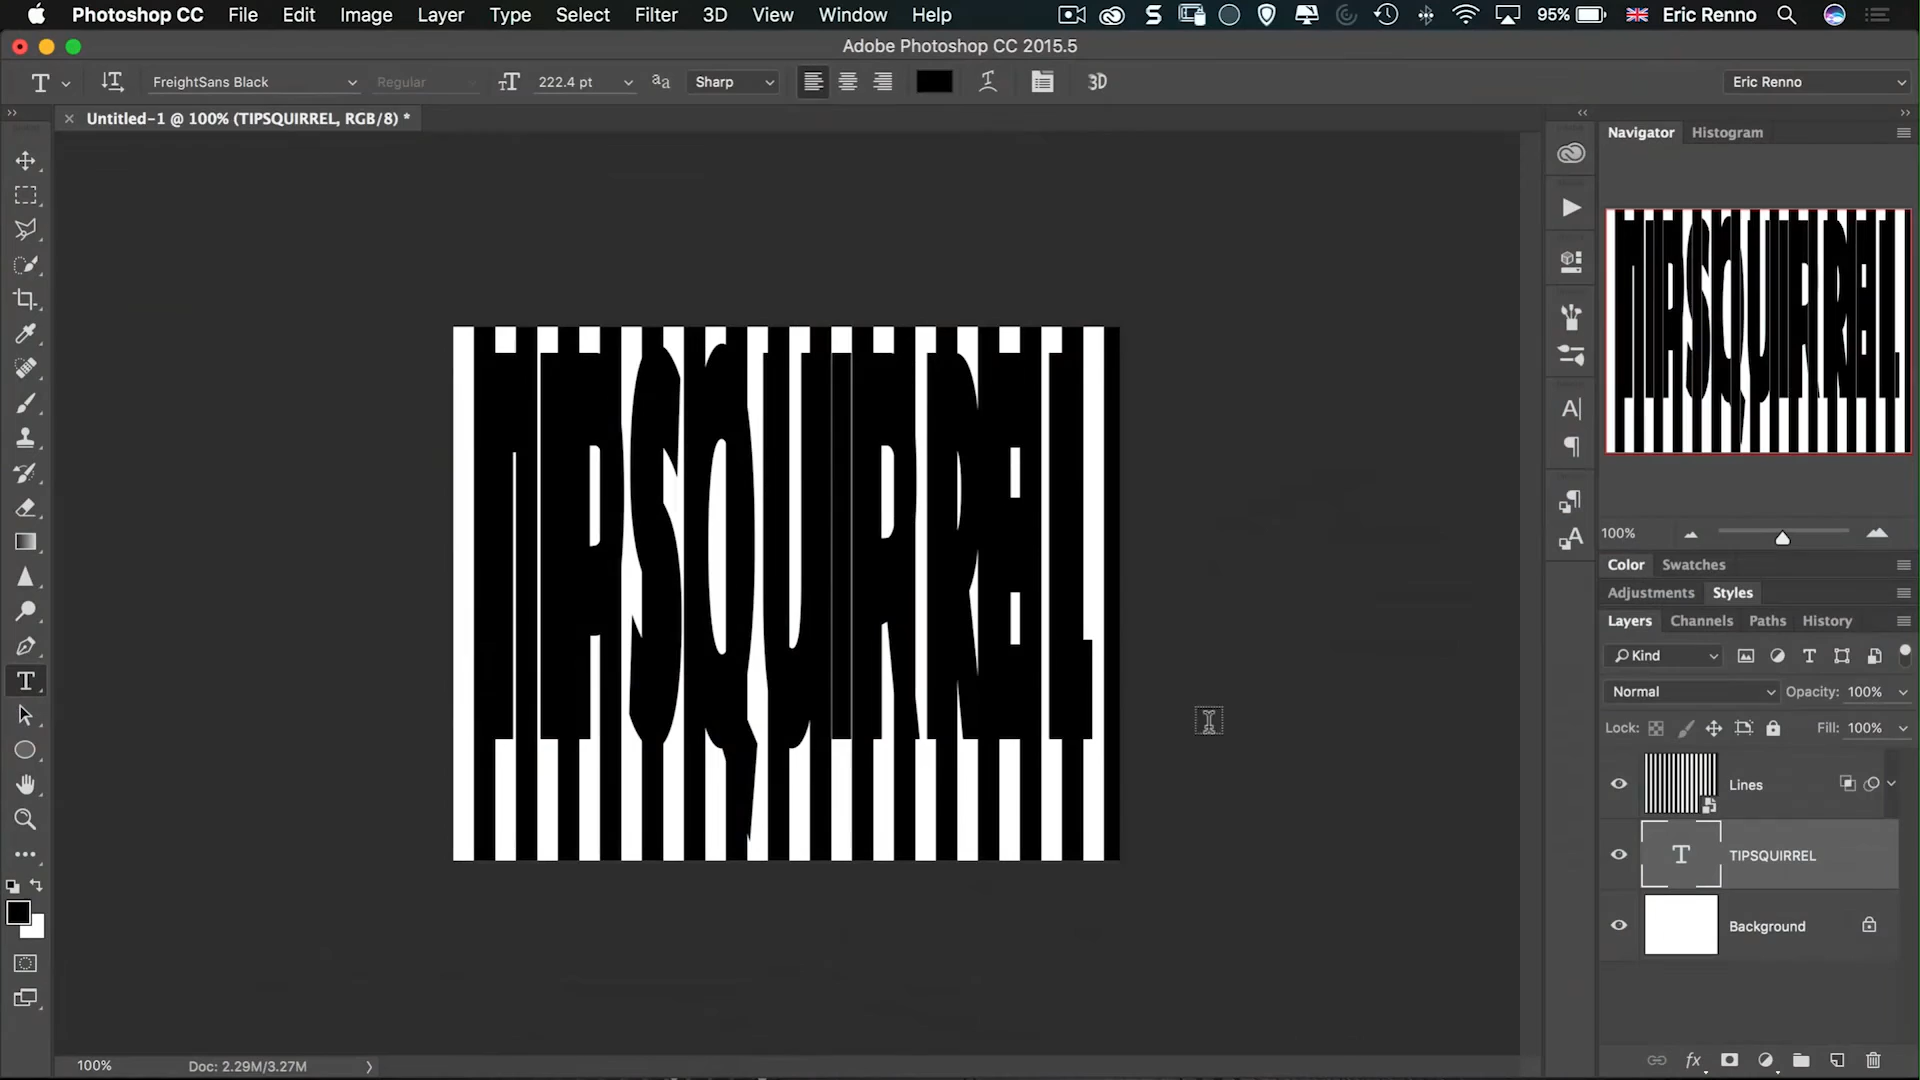 Photoshop CC File Edit Image Layer Type Select Filter 3D View Window Help 95% Eric Renno
Adobe Photoshop CC 2015.5
FreightSans Black Regular 222.4 pt aa Sharp 3D Eric Renno
Untitled-1 @ 100% (TIPSQUIRREL, RGB/8) *
Navigator Histogram
TIPSQUIRREL
TIPSQUIRREL
100%
Color Swatches
Adjustments Styles
Layers Channels Paths History
Kind
Normal Opacity: 100%
Lock: Fill: 100%
Lines
TIPSQUIRREL
Background
100% Doc: 2.29M/3.27M